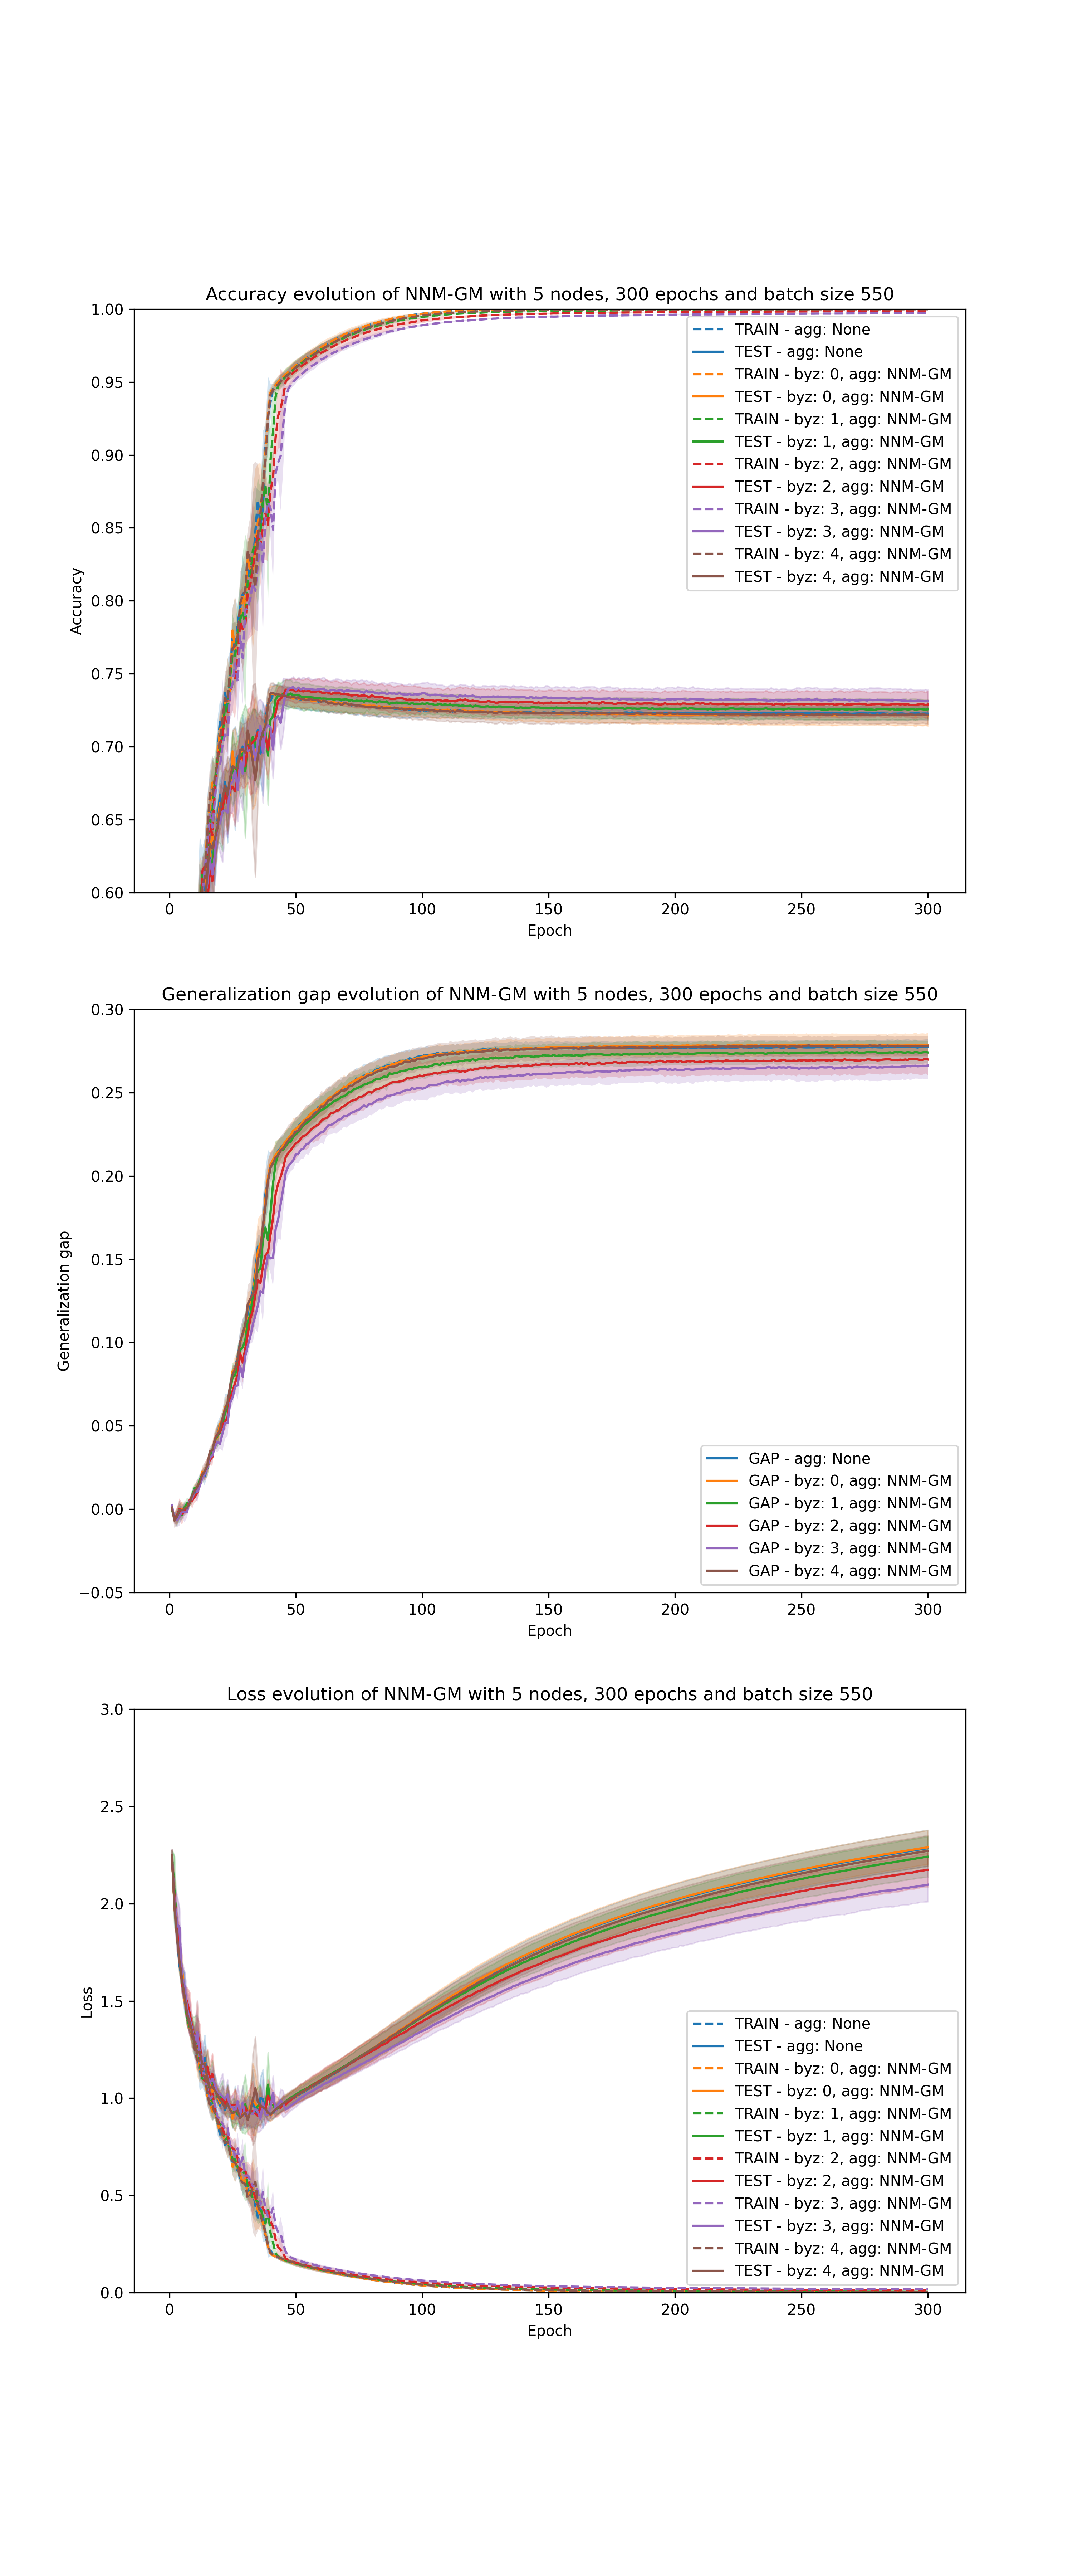 Accuracy evolution of NNM-GM with 5 nodes, 300 epochs and batch size 550
1.00
0.95
0.90
0.85
0.80
0.75
0.70
0.65
0.60
Accuracy
TRAIN - agg: None
TEST - agg: None
TRAIN - byz: 0, agg: NNM-GM
TEST - byz: 0, agg: NNM-GM
TRAIN - byz: 1, agg: NNM-GM
TEST - byz: 1, agg: NNM-GM
TRAIN - byz: 2, agg: NNM-GM
TEST - byz: 2, agg: NNM-GM
TRAIN - byz: 3, agg: NNM-GM
TEST - byz: 3, agg: NNM-GM
TRAIN - byz: 4, agg: NNM-GM
TEST - byz: 4, agg: NNM-GM
0 50 100 150 200 250 300
Epoch
Generalization gap evolution of NNM-GM with 5 nodes, 300 epochs and batch size 550
0.30
0.25
0.20
0.15
0.10
0.05
0.00
−0.05
Generalization gap
GAP - agg: None
GAP - byz: 0, agg: NNM-GM
GAP - byz: 1, agg: NNM-GM
GAP - byz: 2, agg: NNM-GM
GAP - byz: 3, agg: NNM-GM
GAP - byz: 4, agg: NNM-GM
0 50 100 150 200 250 300
Epoch
Loss evolution of NNM-GM with 5 nodes, 300 epochs and batch size 550
3.0
2.5
2.0
1.5
1.0
0.5
0.0
Loss
TRAIN - agg: None
TEST - agg: None
TRAIN - byz: 0, agg: NNM-GM
TEST - byz: 0, agg: NNM-GM
TRAIN - byz: 1, agg: NNM-GM
TEST - byz: 1, agg: NNM-GM
TRAIN - byz: 2, agg: NNM-GM
TEST - byz: 2, agg: NNM-GM
TRAIN - byz: 3, agg: NNM-GM
TEST - byz: 3, agg: NNM-GM
TRAIN - byz: 4, agg: NNM-GM
TEST - byz: 4, agg: NNM-GM
0 50 100 150 200 250 300
Epoch